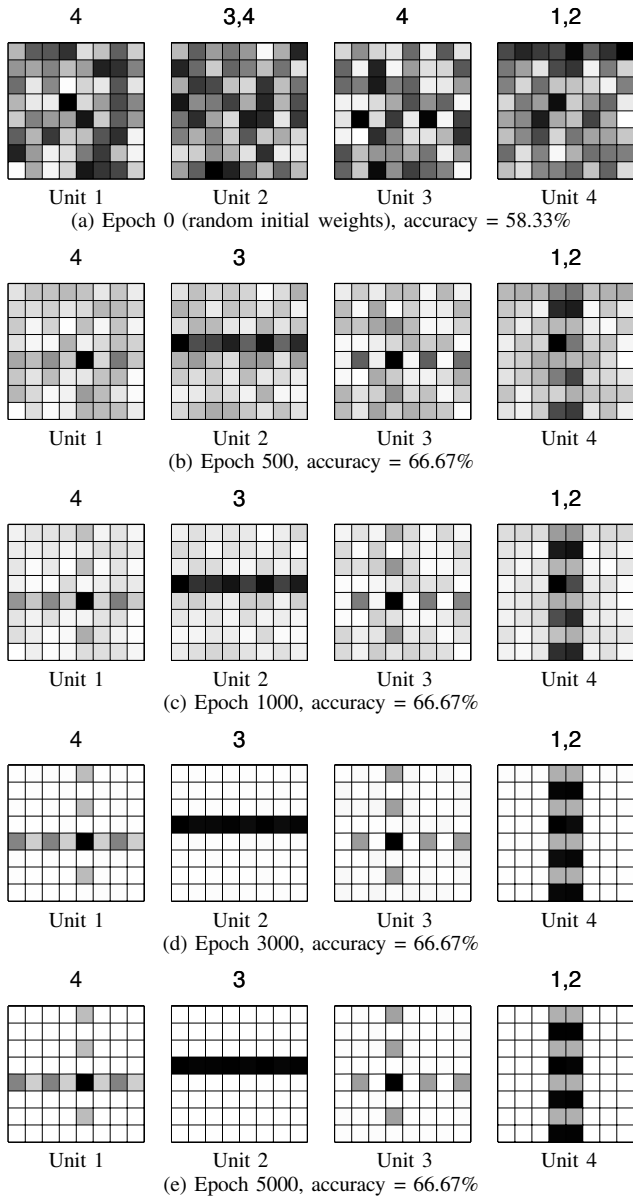 4 3,4 4 1,2
Unit 1 Unit 2 Unit 3 Unit 4
(a) Epoch 0 (random initial weights), accuracy = 58.33%
4 3 4 1,2
Unit 1 Unit 2 Unit 3 Unit 4
(b) Epoch 500, accuracy = 66.67%
4 3 4 1,2
Unit 1 Unit 2 Unit 3 Unit 4
(c) Epoch 1000, accuracy = 66.67%
4 3 4 1,2
Unit 1 Unit 2 Unit 3 Unit 4
(d) Epoch 3000, accuracy = 66.67%
4 3 4 1,2
Unit 1 Unit 2 Unit 3 Unit 4
(e) Epoch 5000, accuracy = 66.67%